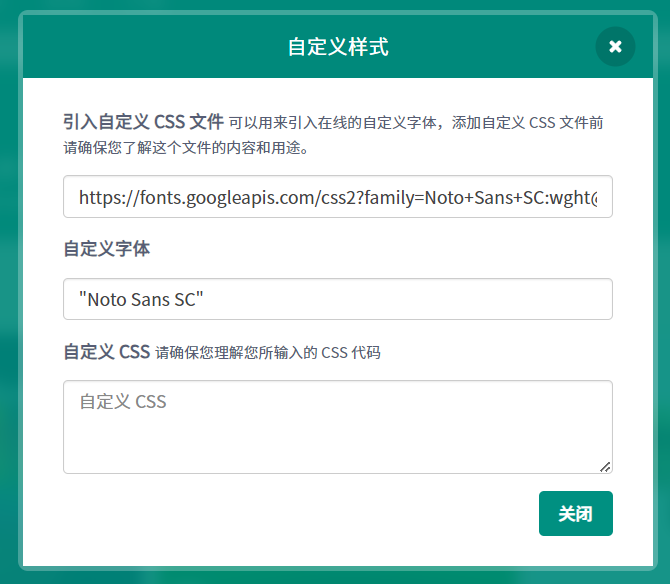 自定义样式
引入自定义 CSS 文件 可以用来引入在线的自定义字体，添加自定义 CSS 文件前
请确保您了解这个文件的内容和用途。
https://fonts.googleapis.com/css2?family=Noto+Sans+SC:wght@
自定义字体
"Noto Sans SC"
自定义 CSS 请确保您理解您所输入的 CSS 代码
自定义 CSS
关闭